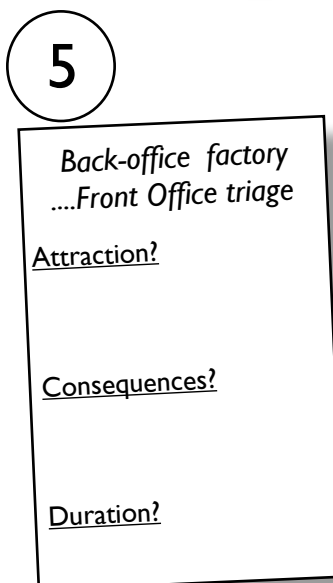 5
Back-office factory
....Front Office triage
Attraction?
Consequences?
Duration?